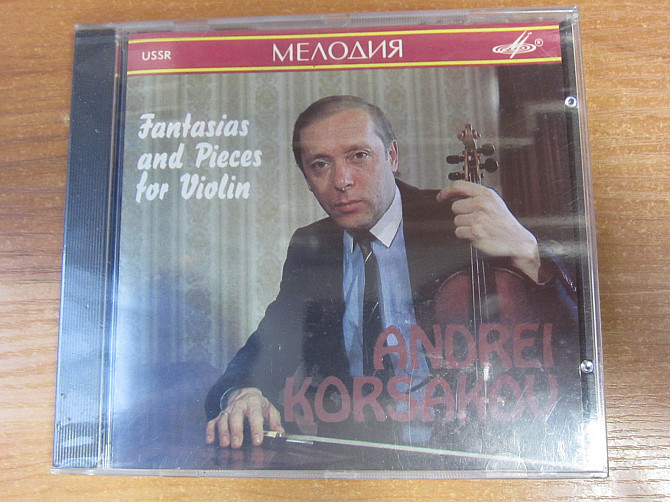 USSR МЕЛОДИЯ ®
Fantasias
and Pieces
for Violin
ANDREI
KORSAKOV